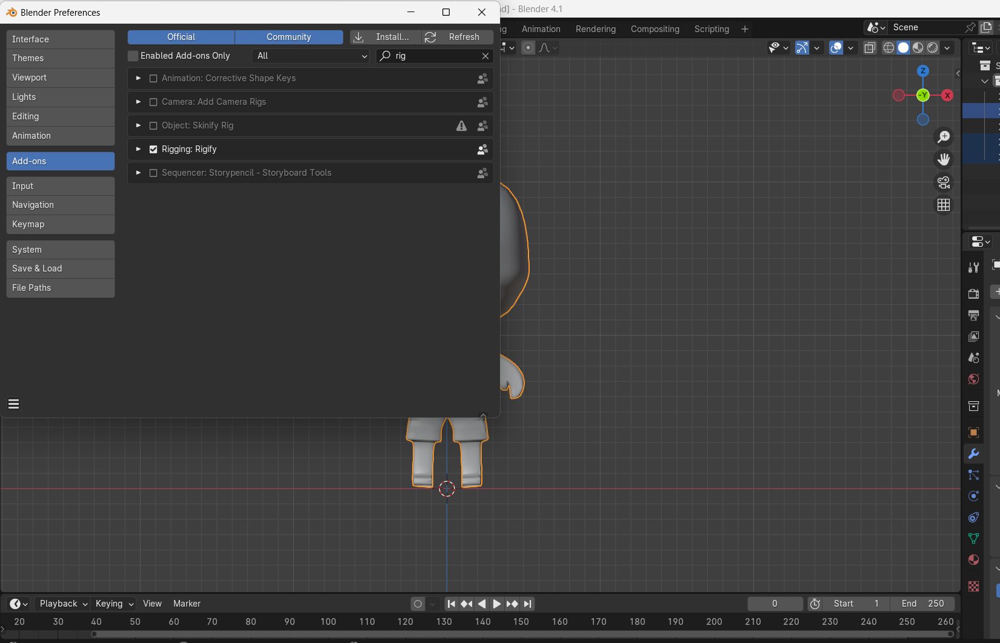 Blender Preferences
d] - Blender 4.1
Animation Rendering Compositing Scripting +
Scene
Interface
Themes
Viewport
Lights
Editing
Animation
Add-ons
Input
Navigation
Keymap
System
Save & Load
File Paths
Official Community Install... Refresh
Enabled Add-ons Only All rig
Animation: Corrective Shape Keys
Camera: Add Camera Rigs
Object: Skinify Rig
Rigging: Rigify
Sequencer: Storypencil - Storyboard Tools
Z
-Y X
Playback Keying View Marker 0 Start 1 End 250
20 30 40 50 60 70 80 90 100 110 120 130 140 150 160 170 180 190 200 210 220 230 240 250 260